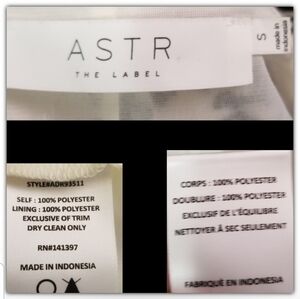 ASTR
THE LABEL
S
made in
indonesia
STYLE#ADR93511
SELF : 100% POLYESTER
LINING : 100% POLYESTER
EXCLUSIVE OF TRIM
DRY CLEAN ONLY
RN#141397
MADE IN INDONESIA
CORPS : 100% POLYESTER
DOUBLURE : 100% POLYESTER
EXCLUSIF DE L'ÉQUILIBRE
NETTOYER À SEC SEULEMENT
FABRIQUÉ EN INDONESIA